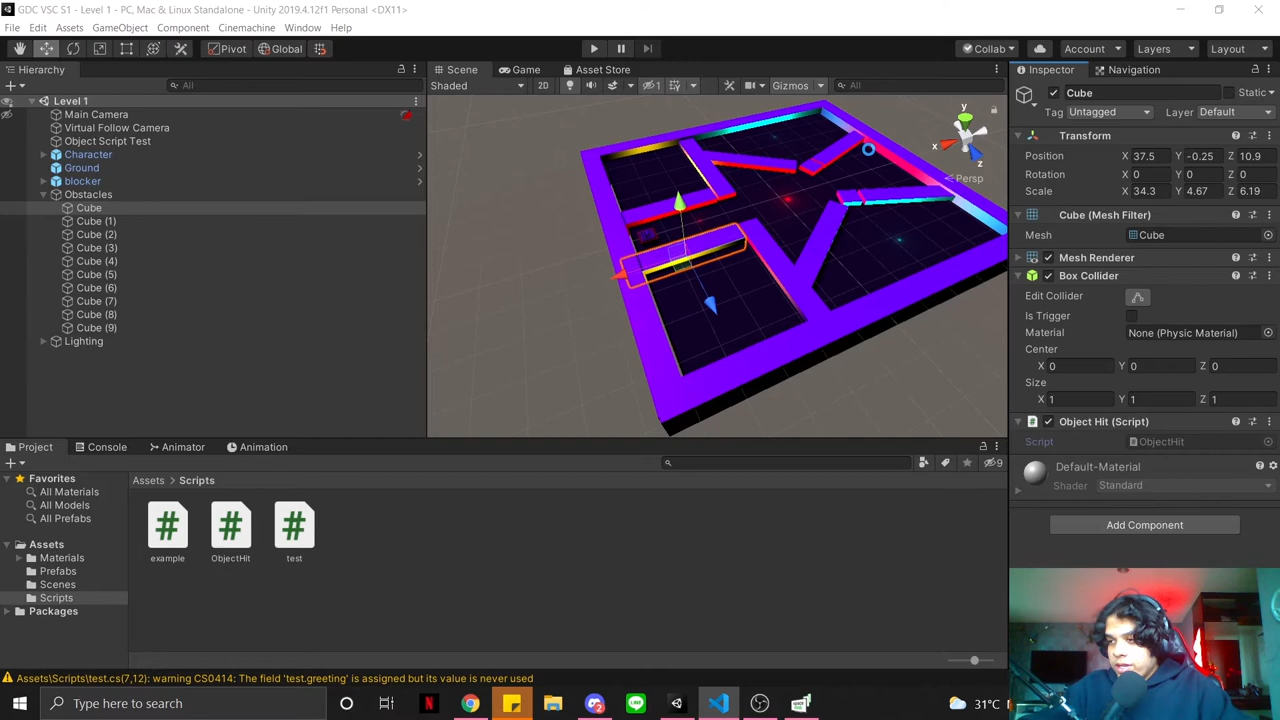 GDC VSC S1 - Level 1 - PC, Mac & Linux Standalone - Unity 2019.4.12f1 Personal <DX11>
File Edit Assets GameObject Component Cinemachine Window Help
Pivot Global Collab Account Layers Layout
Hierarchy
All
Level 1
Main Camera
Virtual Follow Camera
Object Script Test
Character
Ground
blocker
Obstacles
Cube
Cube (1)
Cube (2)
Cube (3)
Cube (4)
Cube (5)
Cube (6)
Cube (7)
Cube (8)
Cube (9)
Lighting
Scene Game Asset Store
Shaded 2D 1 Gizmos All
y
x
z
Persp
Inspector Navigation
Cube Static
Tag Untagged Layer Default
Transform
Position X 37.5 Y -0.25 Z 10.9
Rotation X 0 Y 0 Z 0
Scale X 34.3 Y 4.67 Z 6.19
Cube (Mesh Filter)
Mesh Cube
Mesh Renderer
Box Collider
Edit Collider
Is Trigger
Material None (Physic Material)
Center
X 0 Y 0 Z 0
Size
X 1 Y 1 Z 1
# Object Hit (Script)
Script ObjectHit
Default-Material
Shader Standard
Add Component
Project Console Animator Animation
9
Favorites
All Materials
All Models
All Prefabs
Assets
Materials
Prefabs
Scenes
Scripts
Packages
Assets > Scripts
# # #
example ObjectHit test
Assets\Scripts\test.cs(7,12): warning CS0414: The field 'test.greeting' is assigned but its value is never used
Type here to search
N
LINE
31°C